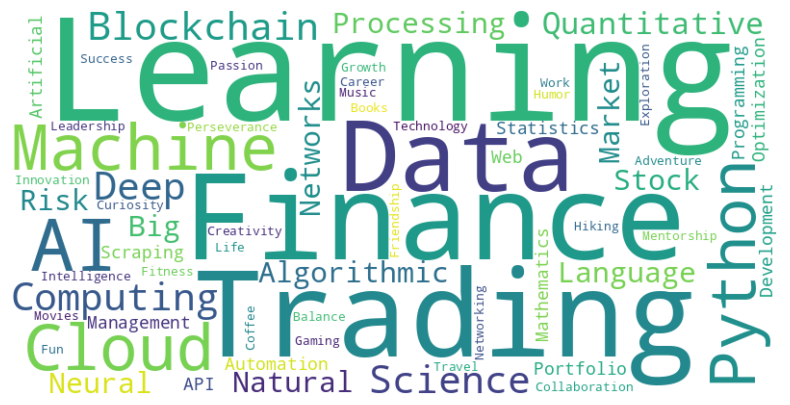 Learning
Blockchain
Processing
Quantitative
Artificial
Success
Passion
Growth
Career
Music
Books
Work
Humor
Exploration
Market
Programming
Optimization
Leadership
Perseverance
Technology
Statistics
Networks
Machine
Data
Web
Adventure
Stock
Innovation
Deep
Curiosity
Risk
Finance
Friendship
Python
Development
Big
Creativity
Life
Hiking
Mentorship
AI
Scraping
Intelligence
Fitness
Algorithmic
Mathematics
Language
Computing
Trading
Networking
Movies
Management
Coffee
Balance
Gaming
Cloud
Fun
Automation
Travel
Portfolio
Neural
API
Natural
Science
Collaboration